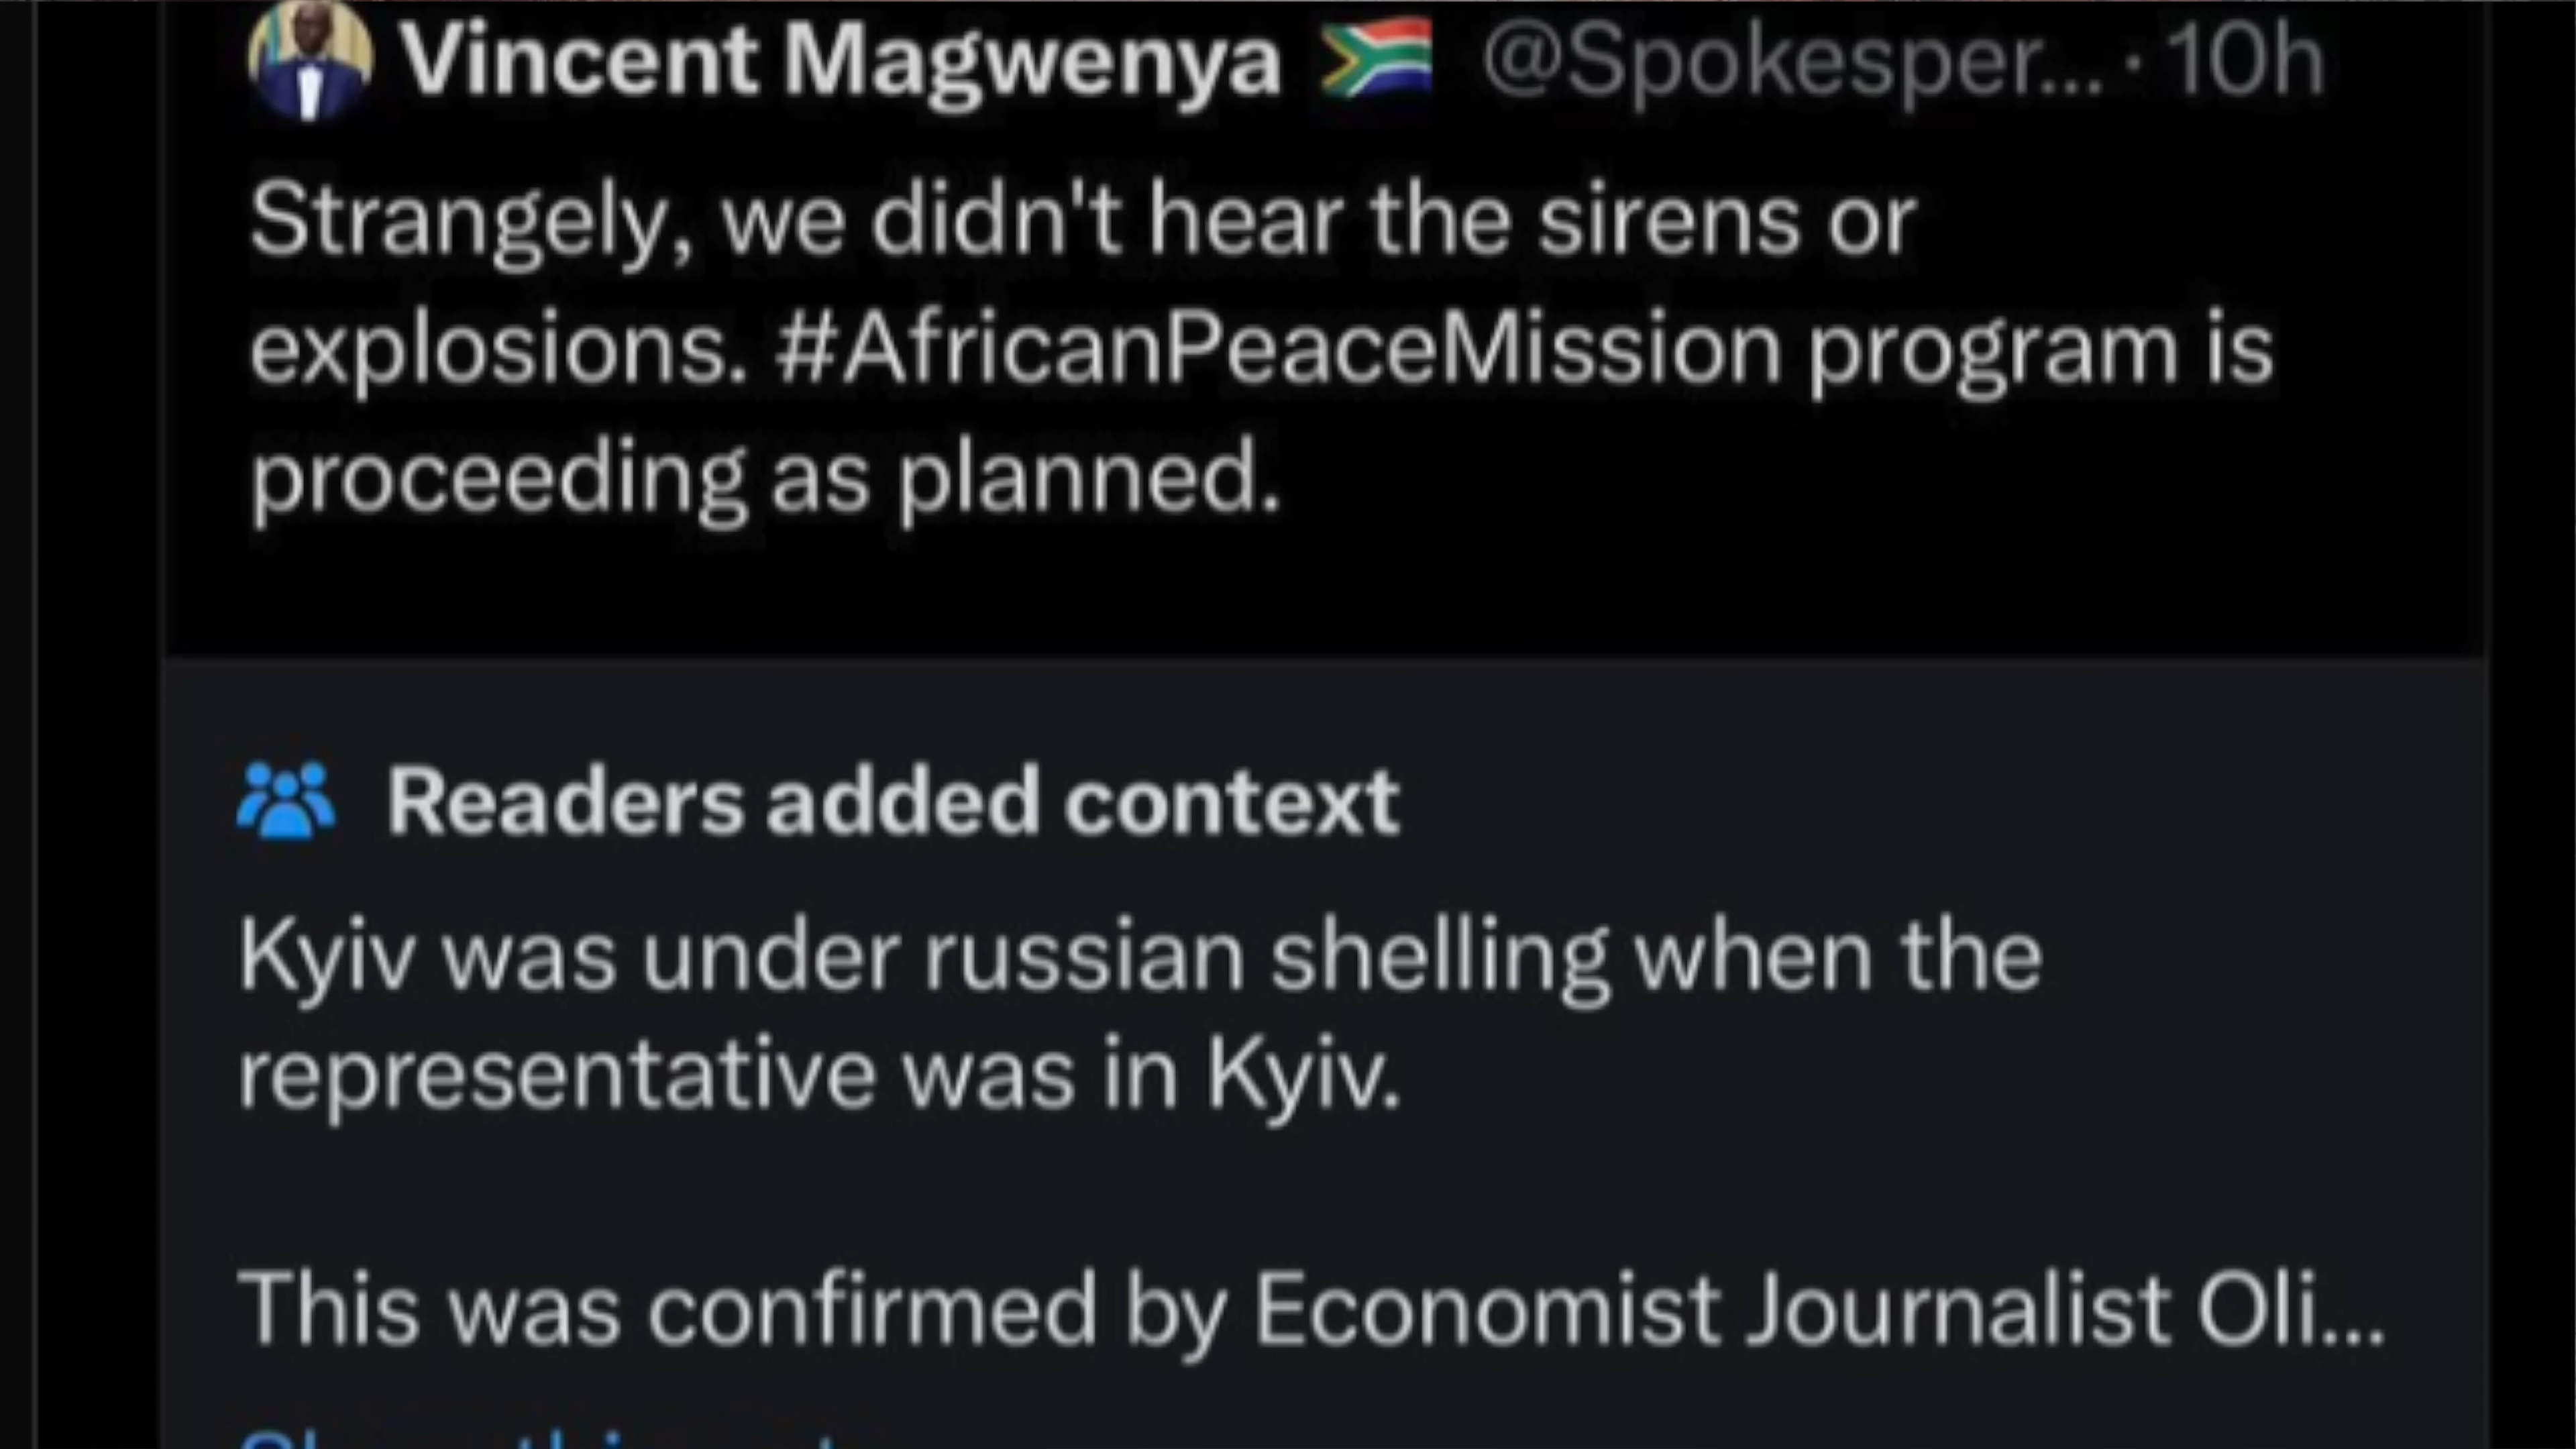 Vincent Magwenya 🇿🇦 @Spokesper... · 10h
Strangely, we didn't hear the sirens or
explosions. #AfricanPeaceMission program is
proceeding as planned.
Readers added context
Kyiv was under russian shelling when the
representative was in Kyiv.
This was confirmed by Economist Journalist Oli...